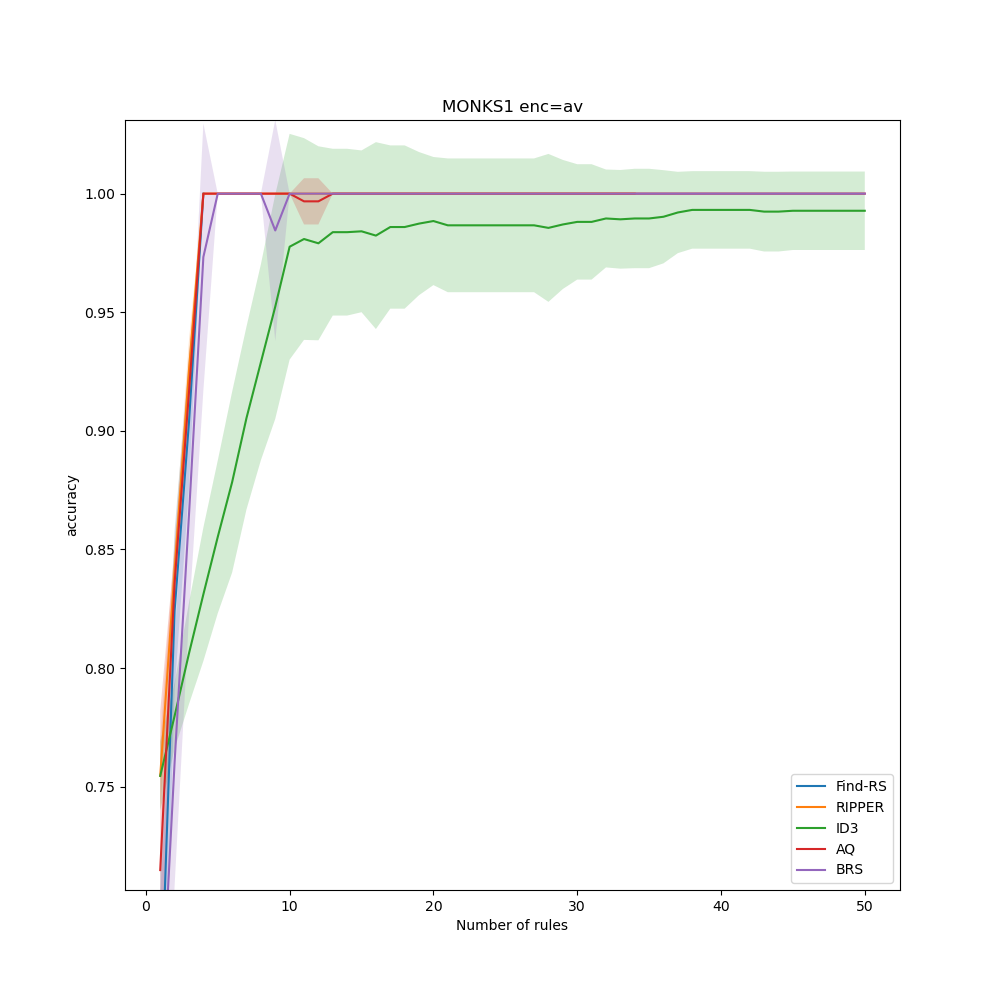 MONKS1 enc=av
accuracy
1.00
0.95
0.90
0.85
0.80
0.75
Find-RS
RIPPER
ID3
AQ
BRS
0 10 20 30 40 50
Number of rules